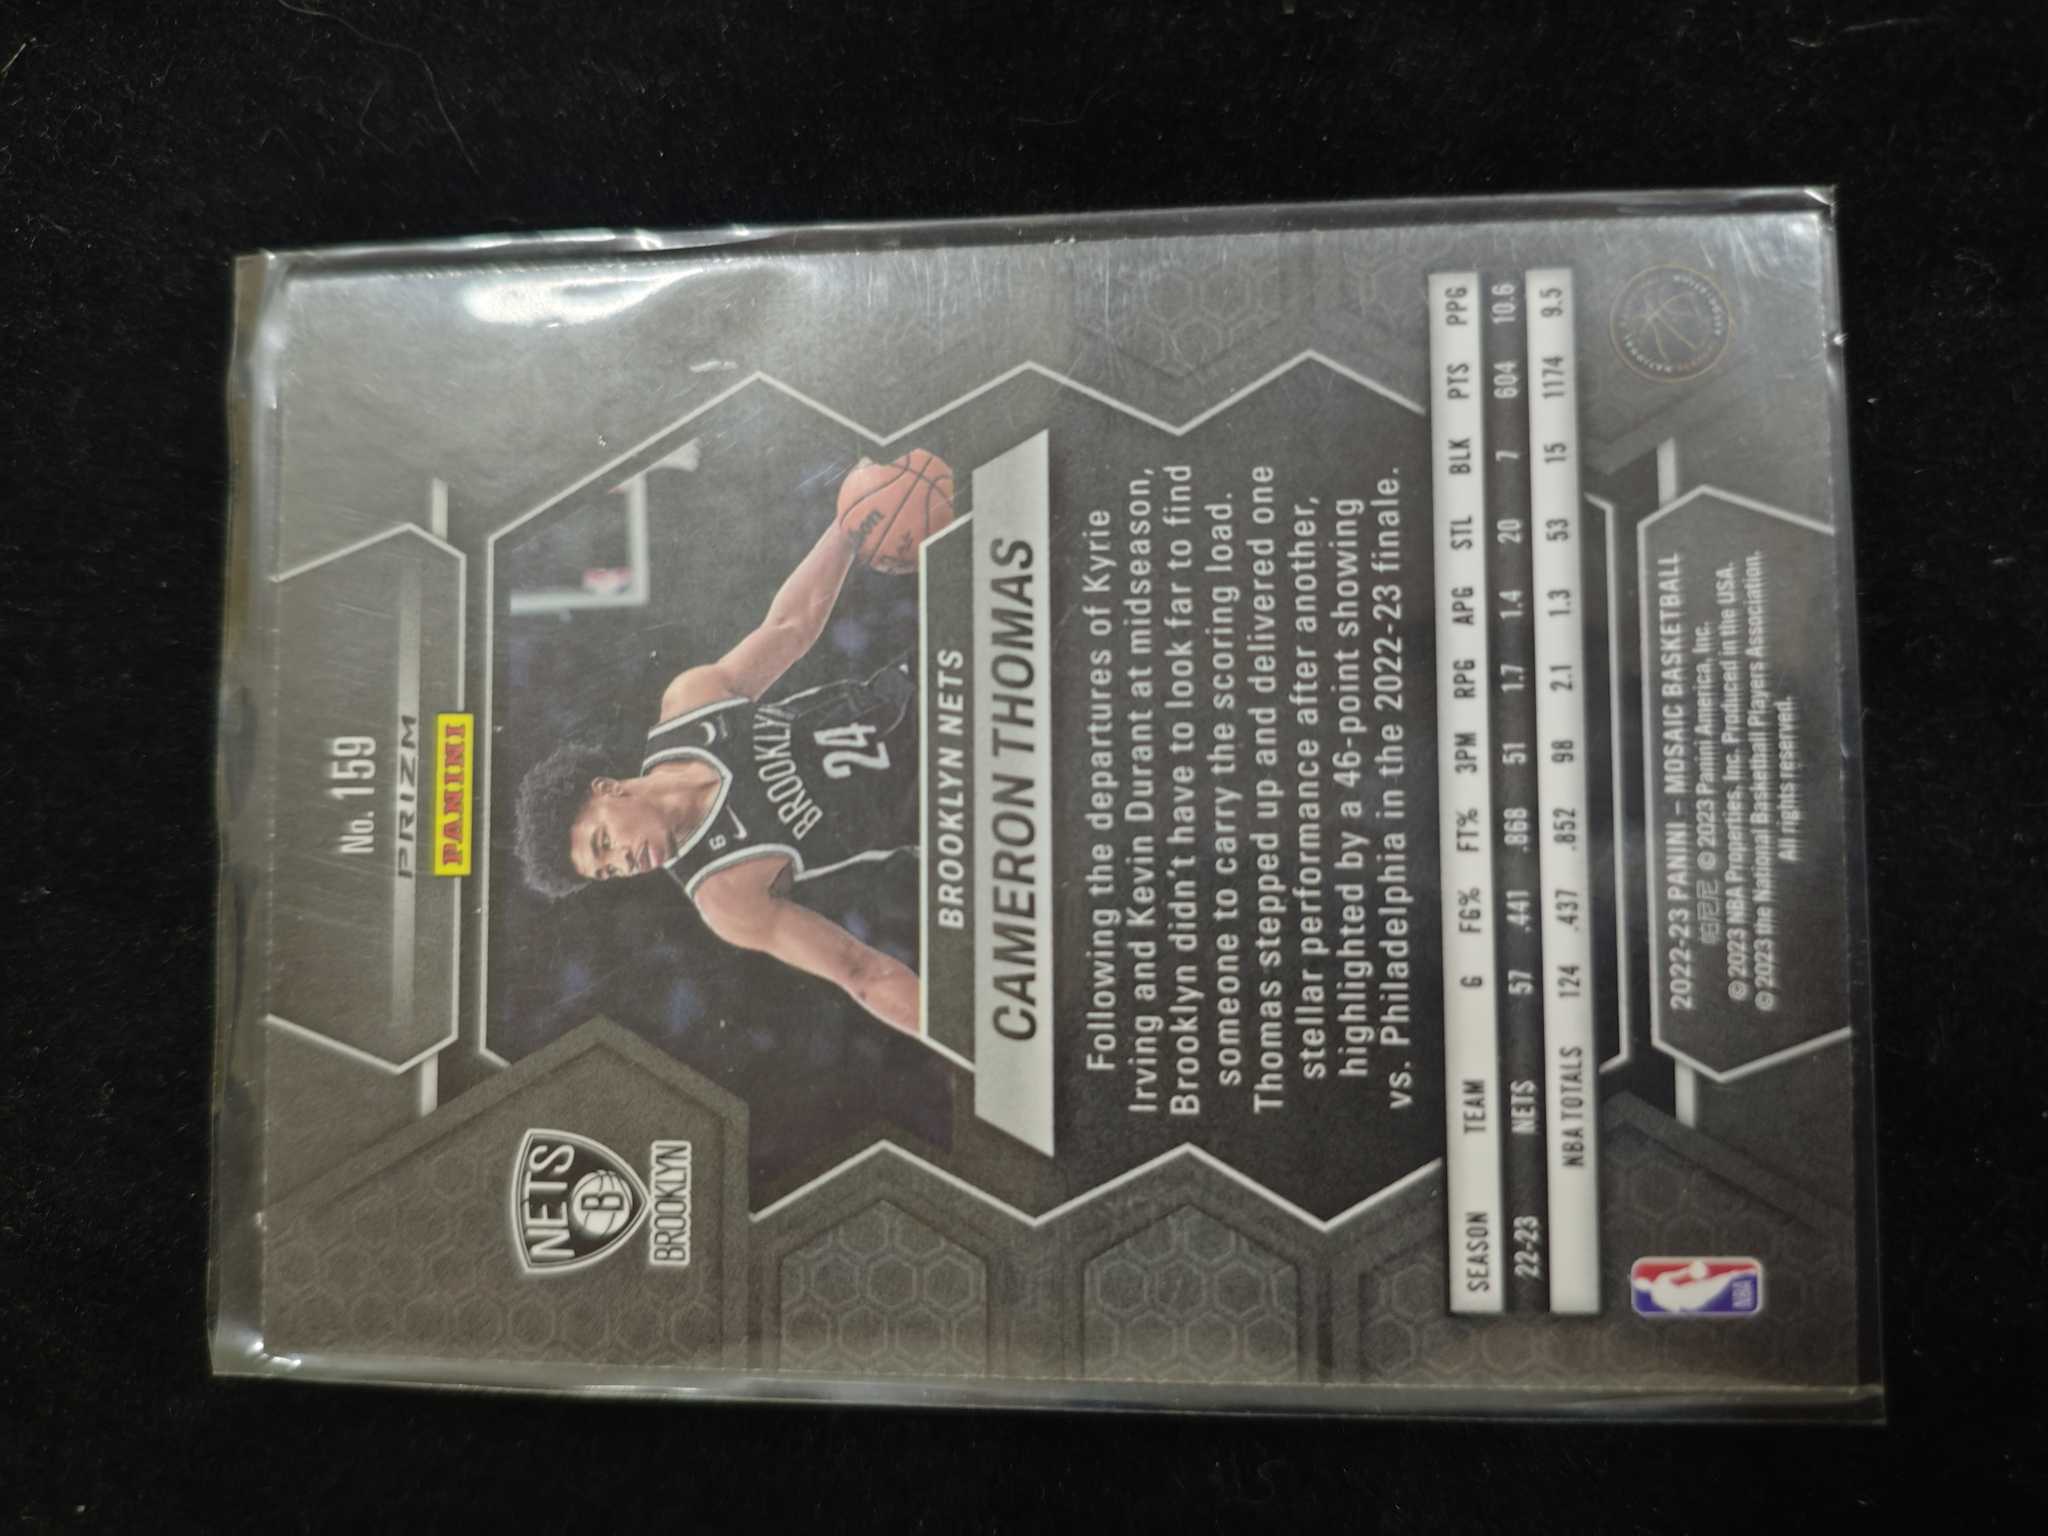 No. 159
PRIZM
PANINI
NETS
B
BROOKLYN
6
BROOKLYN
24
BROOKLYN NETS
CAMERON THOMAS
Following the departures of Kyrie
Irving and Kevin Durant at midseason,
Brooklyn didn't have to look far to find
someone to carry the scoring load.
Thomas stepped up and delivered one
stellar performance after another,
highlighted by a 46-point showing
vs. Philadelphia in the 2022-23 finale.
SEASON TEAM G FG% FT% 3PM RPG APG STL BLK PTS PPG
22-23 NETS 57 .441 .868 51 1.7 1.4 20 7 604 10.6
NBA TOTALS 124 .437 .852 98 2.1 1.3 53 15 1174 9.5
2022-23 PANINI – MOSAIC BASKETBALL
帕尼尼 © 2023 Panini America, Inc.
© 2023 NBA Properties, Inc. Produced in the USA.
© 2023 the National Basketball Players Association.
All rights reserved.
NBA